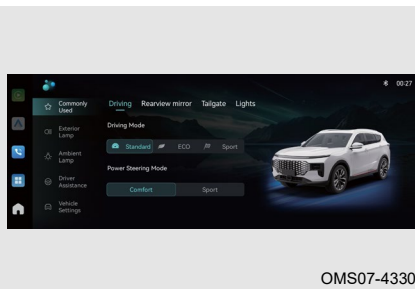 00:27
Commonly
Used
Driving Rearview mirror Tailgate Lights
Exterior
Lamp
Driving Mode
Standard ECO Sport
Ambient
Lamp
Power Steering Mode
Driver
Assistance
Comfort Sport
Vehicle
Settings
OMS07-4330